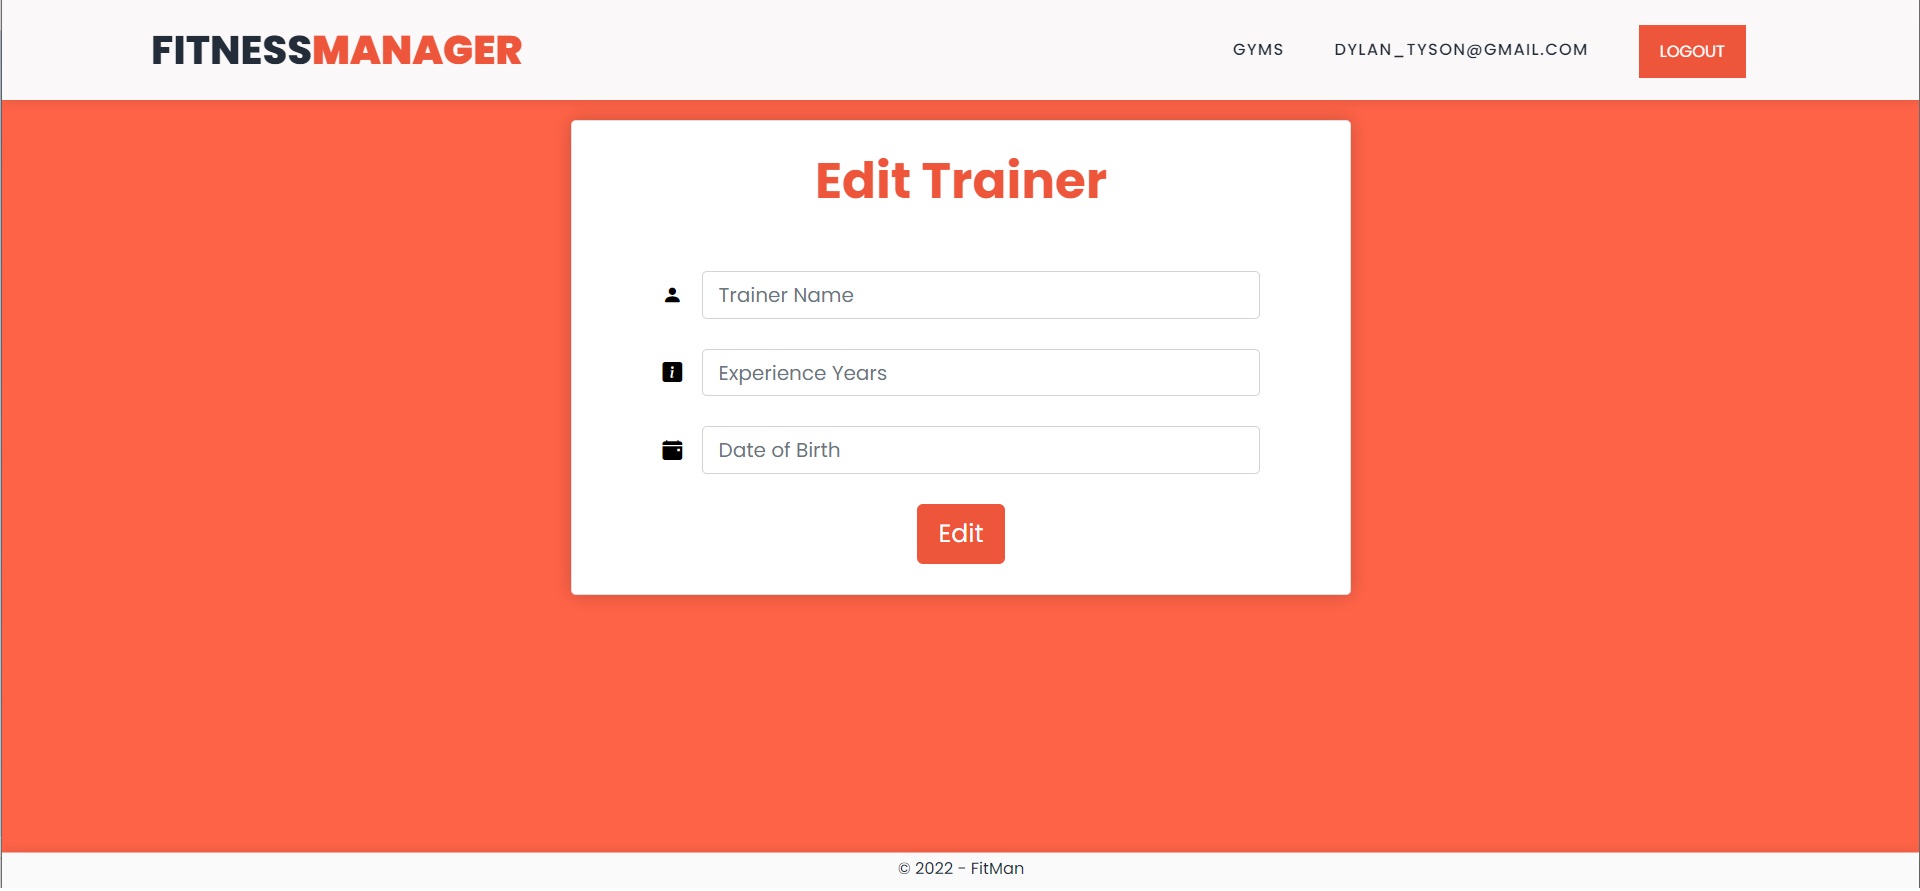 FITNESSMANAGER
GYMS DYLAN_TYSON@GMAIL.COM LOGOUT
Edit Trainer
Trainer Name
i Experience Years
Date of Birth
Edit
© 2022 - FitMan